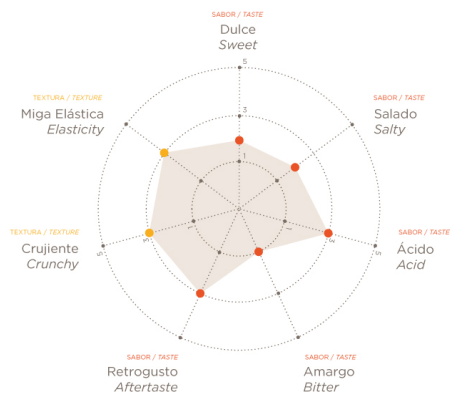 SABOR / TASTE
Dulce
Sweet
5
3
1
TEXTURA / TEXTURE
Miga Elástica
Elasticity
SABOR / TASTE
Salado
Salty
TEXTURA / TEXTURE
Crujiente
Crunchy
5
3
1
1
3
5
SABOR / TASTE
Ácido
Acid
SABOR / TASTE
Retrogusto
Aftertaste
SABOR / TASTE
Amargo
Bitter